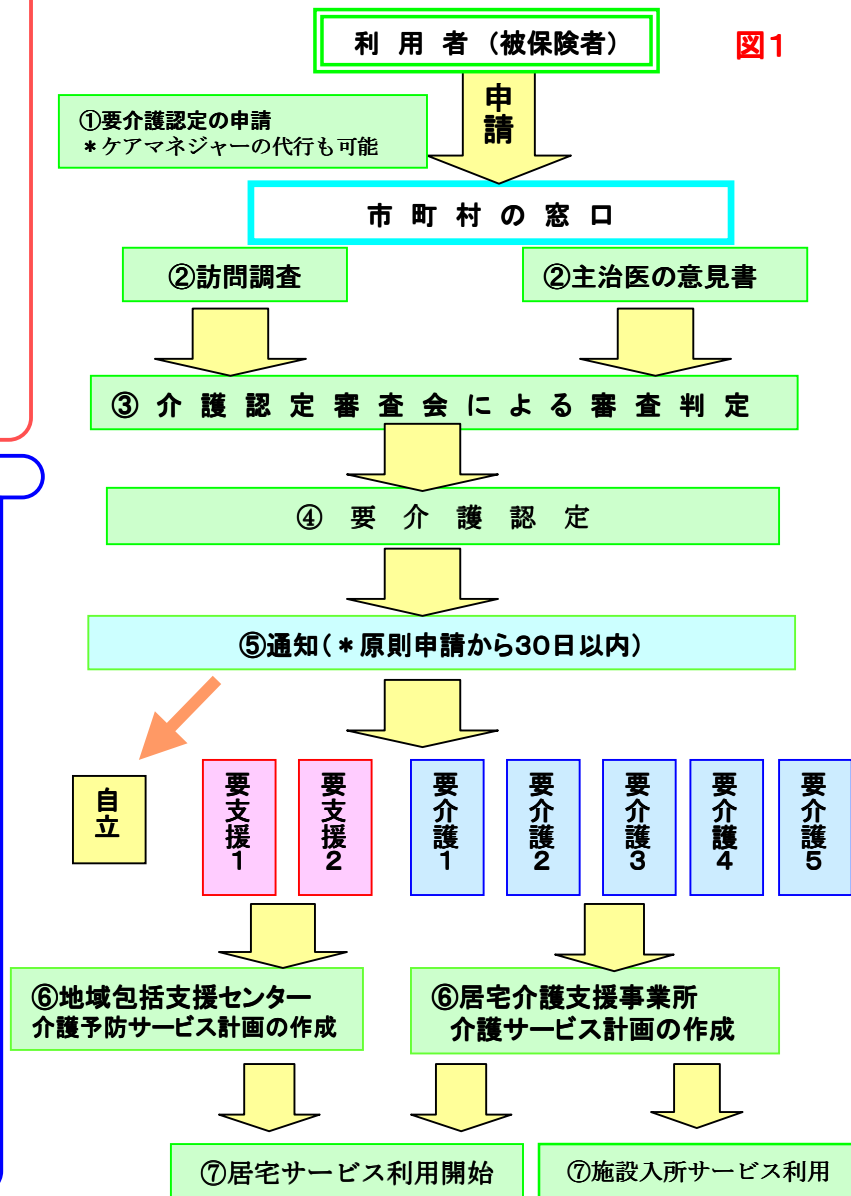 利用者（被保険者）
図1
申請
①要介護認定の申請
＊ケアマネジャーの代行も可能
市町村の窓口
②訪問調査
②主治医の意見書
③介護認定審査会による審査判定
④要介護認定
⑤通知（＊原則申請から30日以内）
自立
要支援1
要支援2
要介護1
要介護2
要介護3
要介護4
要介護5
⑥地域包括支援センター
介護予防サービス計画の作成
⑥居宅介護支援事業所
介護サービス計画の作成
⑦居宅サービス利用開始
⑦施設入所サービス利用